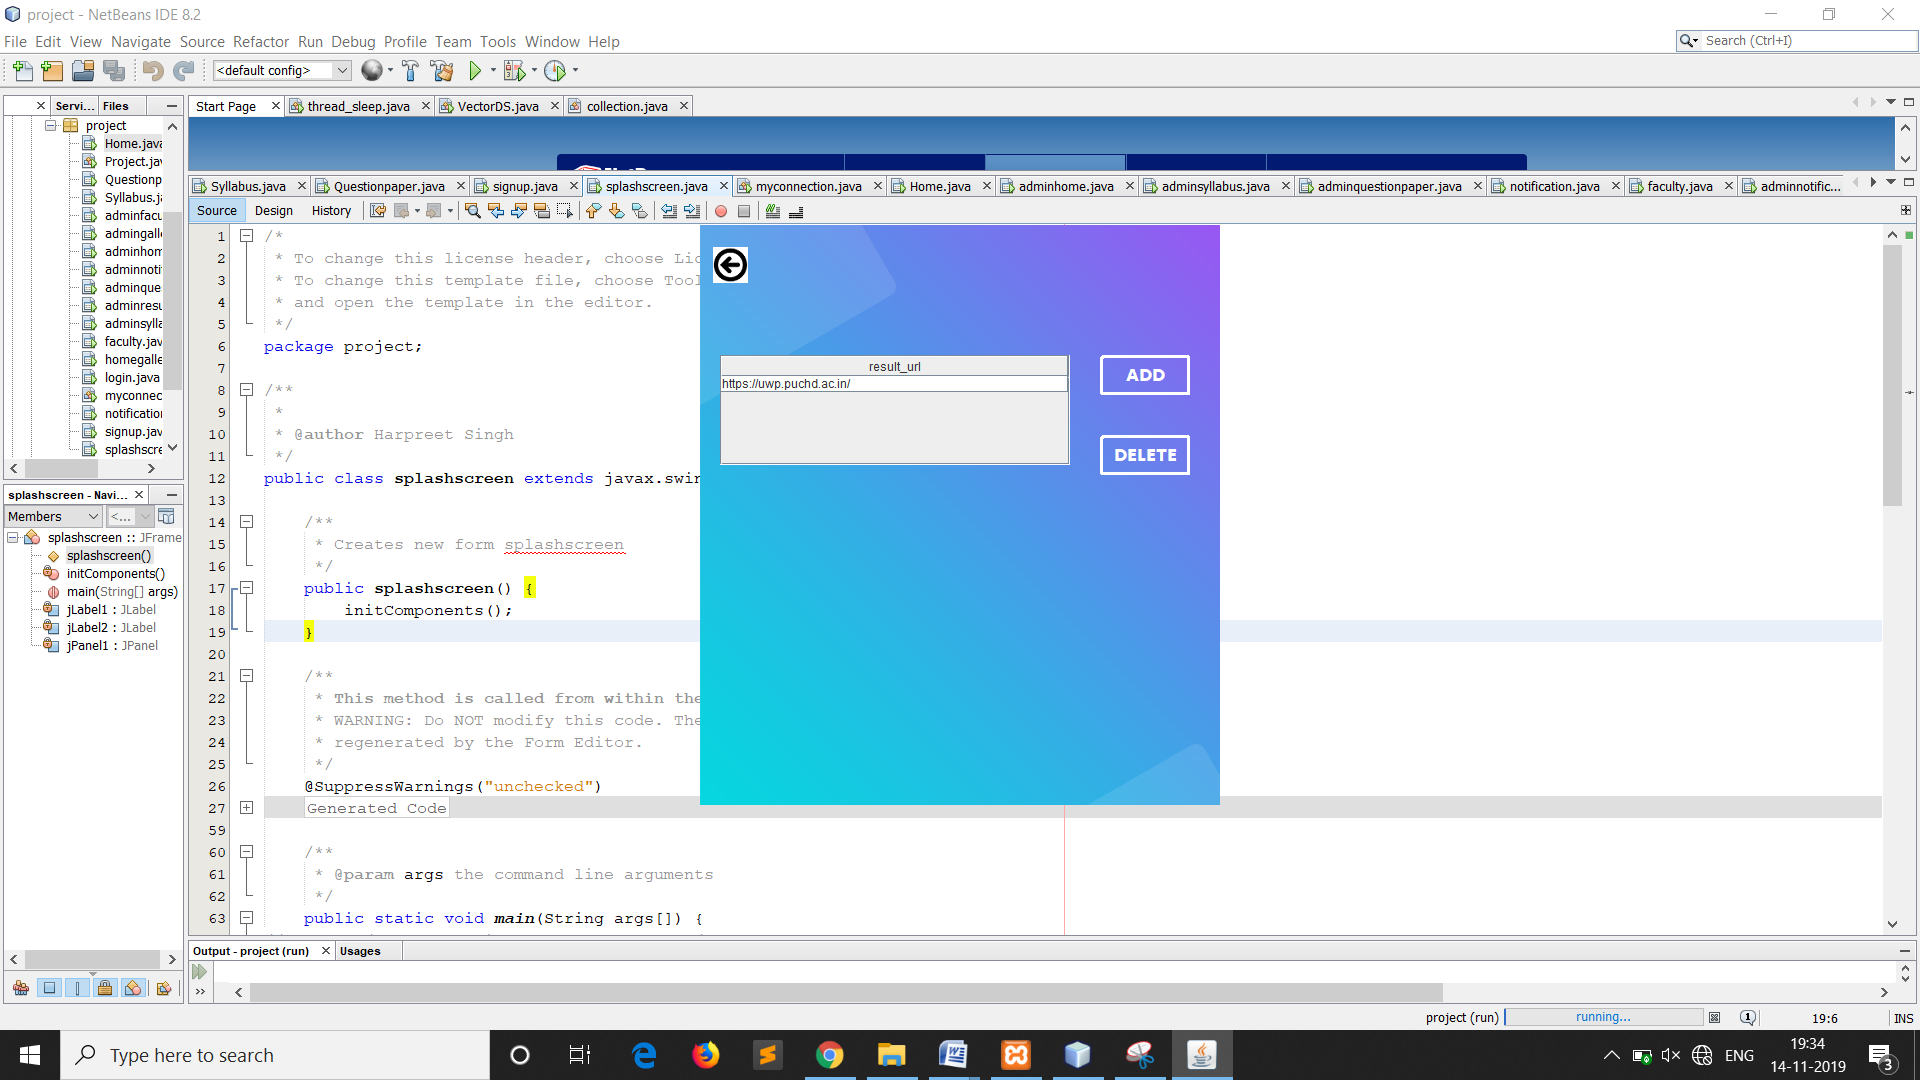 project - NetBeans IDE 8.2
File Edit View Navigate Source Refactor Run Debug Profile Team Tools Window Help
Search (Ctrl+I)
<default config>
Servi... Files
Start Page thread_sleep.java VectorDS.java collection.java
project
Home.java
Project.jav
Questionp
Syllabus.ja
adminfacu
admingalle
adminhom
adminnoti
adminque
adminresu
adminsylla
faculty.jav
homegalle
login.java
myconnec
notification
signup.jav
splashscre
Syllabus.java Questionpaper.java signup.java splashscreen.java myconnection.java Home.java adminhome.java adminsyllabus.java adminquestionpaper.java notification.java faculty.java adminnotific...
Source Design History
1 /*
2 * To change this license header, choose Lic
3 * To change this template file, choose Tool
4 * and open the template in the editor.
5 */
6 package project;
7
8 /**
9 *
10 * @author Harpreet Singh
11 */
12 public class splashscreen extends javax.swin
13
14 /**
15 * Creates new form splashscreen
16 */
17 public splashscreen() {
18 initComponents();
19 }
20
21 /**
22 * This method is called from within the
23 * WARNING: Do NOT modify this code. The
24 * regenerated by the Form Editor.
25 */
26 @SuppressWarnings("unchecked")
27 Generated Code
59
60 /**
61 * @param args the command line arguments
62 */
63 public static void main(String args[]) {
result_url
https://uwp.puchd.ac.in/
ADD
DELETE
splashscreen - Navi...
Members <...
splashscreen :: JFrame
splashscreen()
initComponents()
main(String[] args)
jLabel1 : JLabel
jLabel2 : JLabel
jPanel1 : JPanel
Output - project (run) Usages
project (run) running... 1 19:6 INS
Type here to search
ENG
19:34
14-11-2019
3